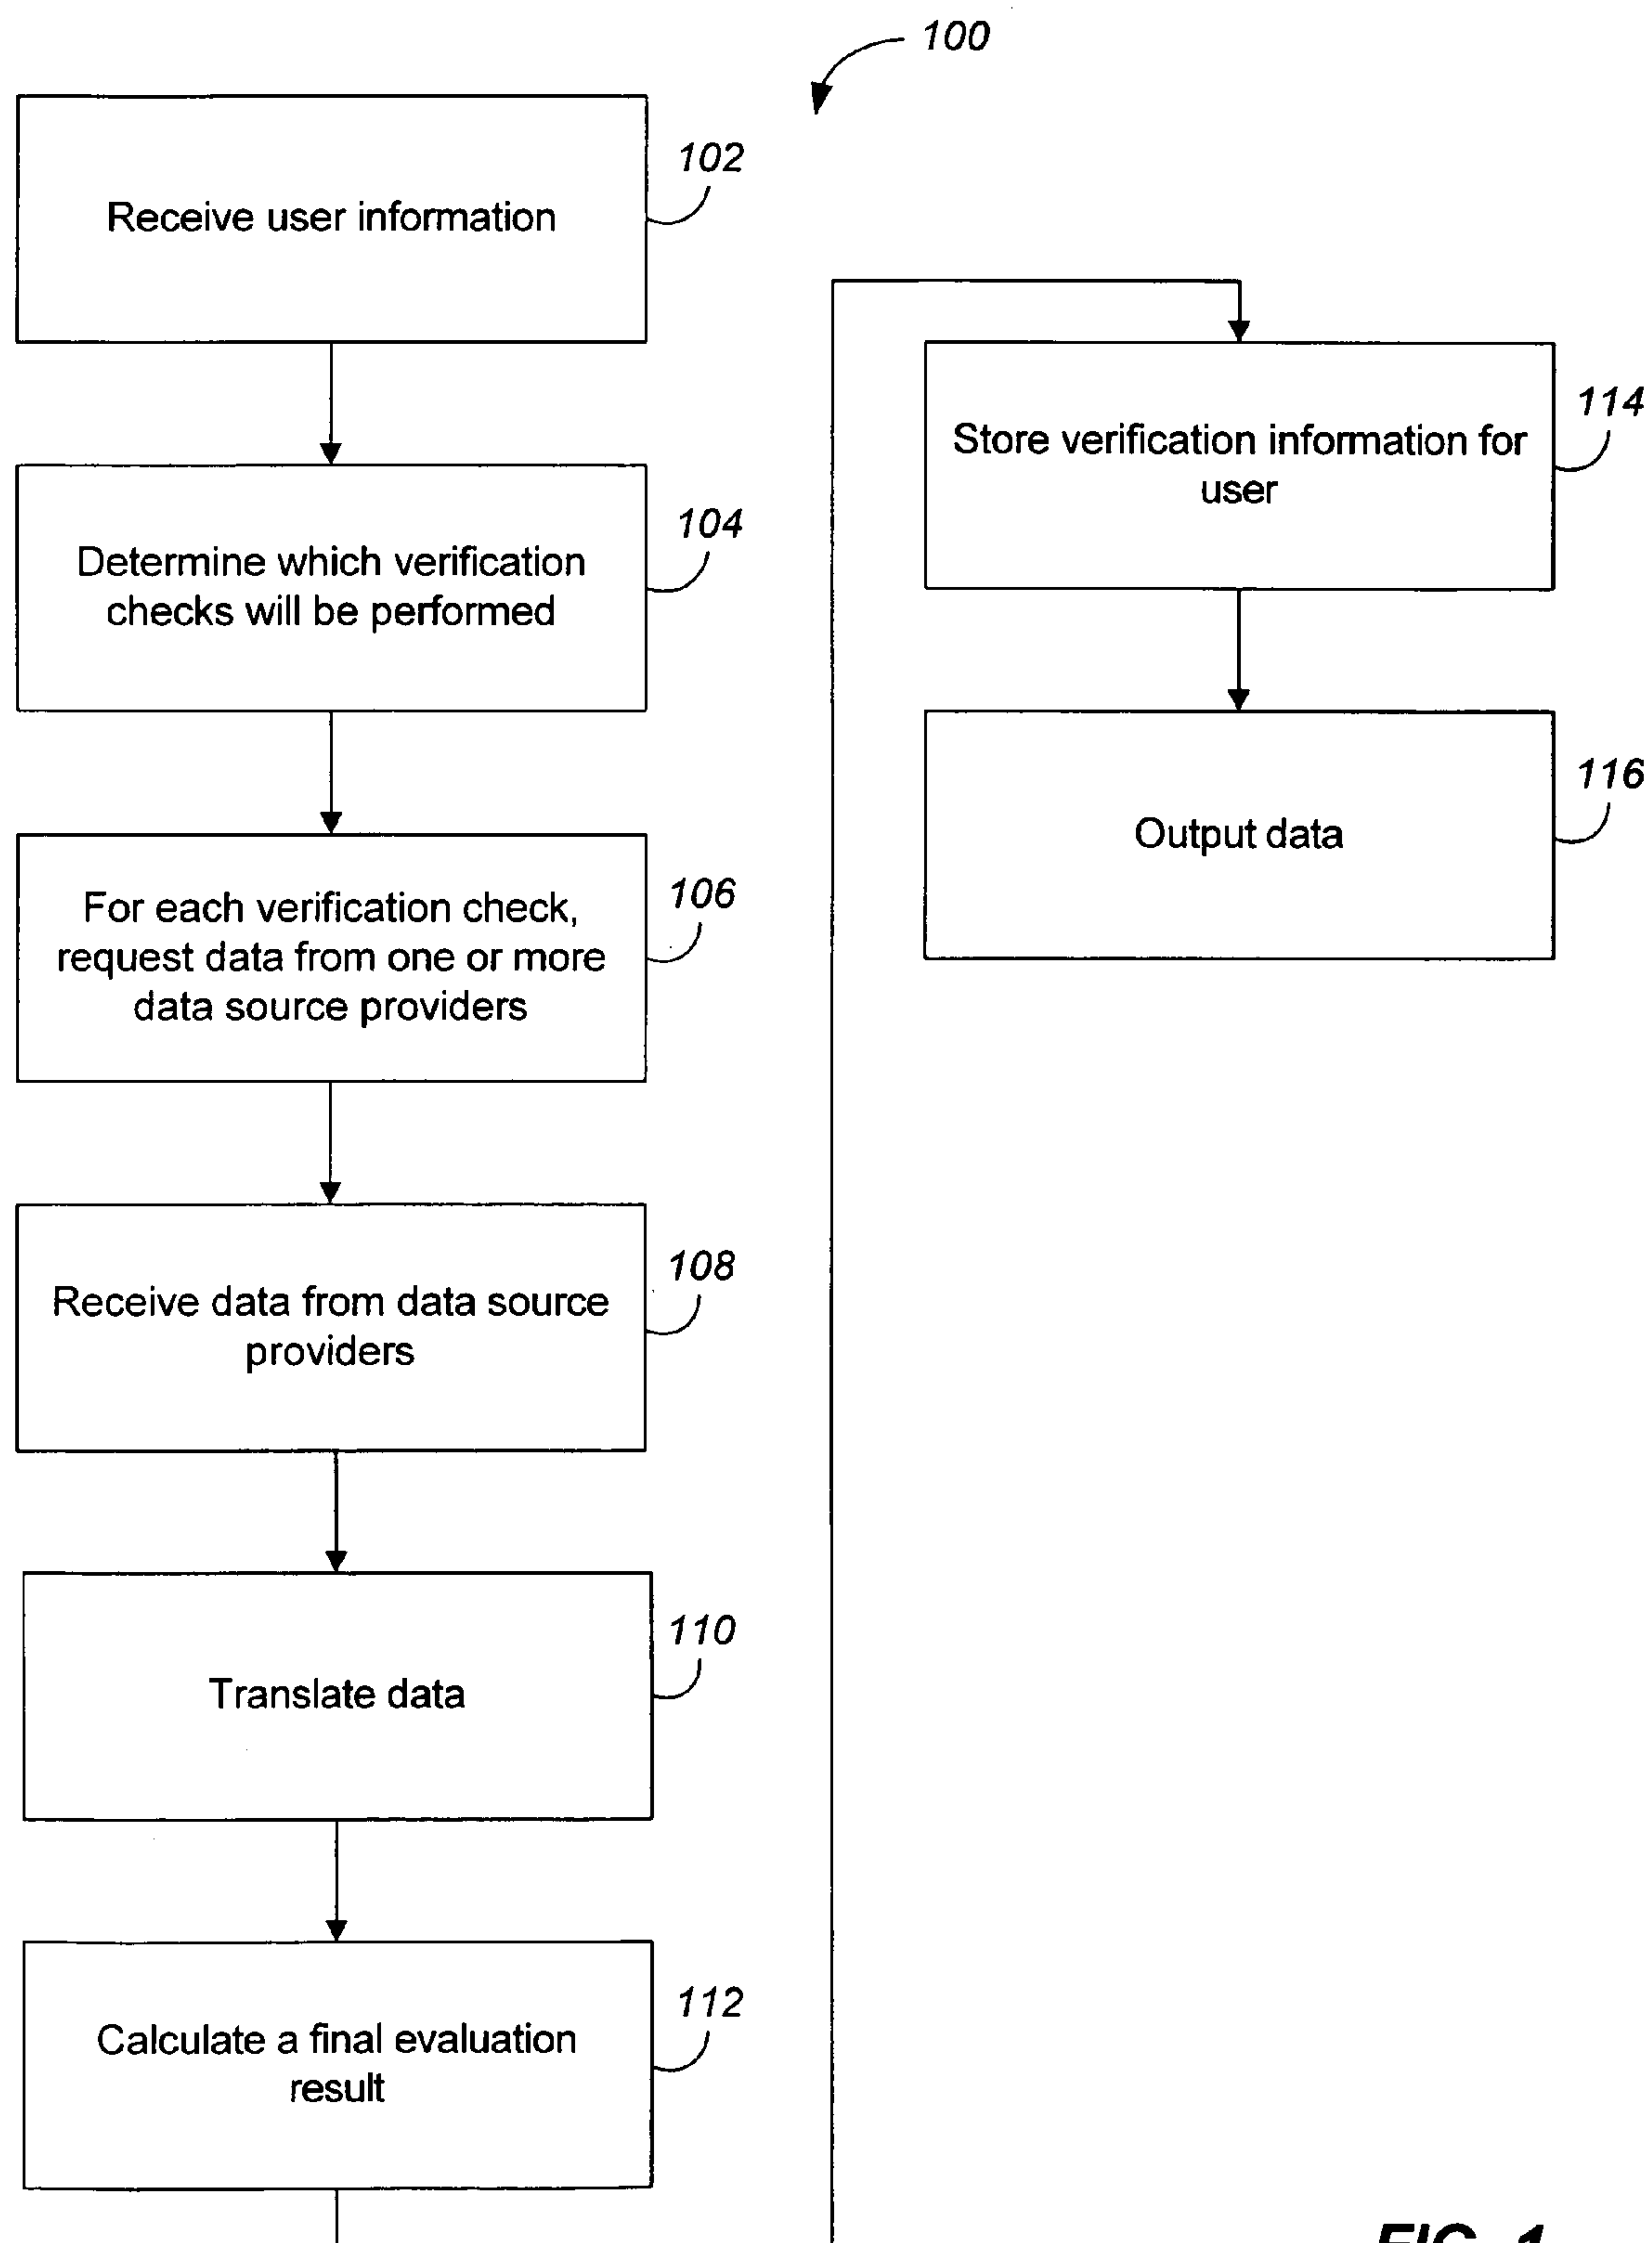 100
Receive user information
102
Determine which verification
checks will be performed
104
For each verification check,
request data from one or more
data source providers
106
Receive data from data source
providers
108
Translate data
110
Calculate a final evaluation
result
112
Store verification information for
user
114
Output data
116
FIG. 1